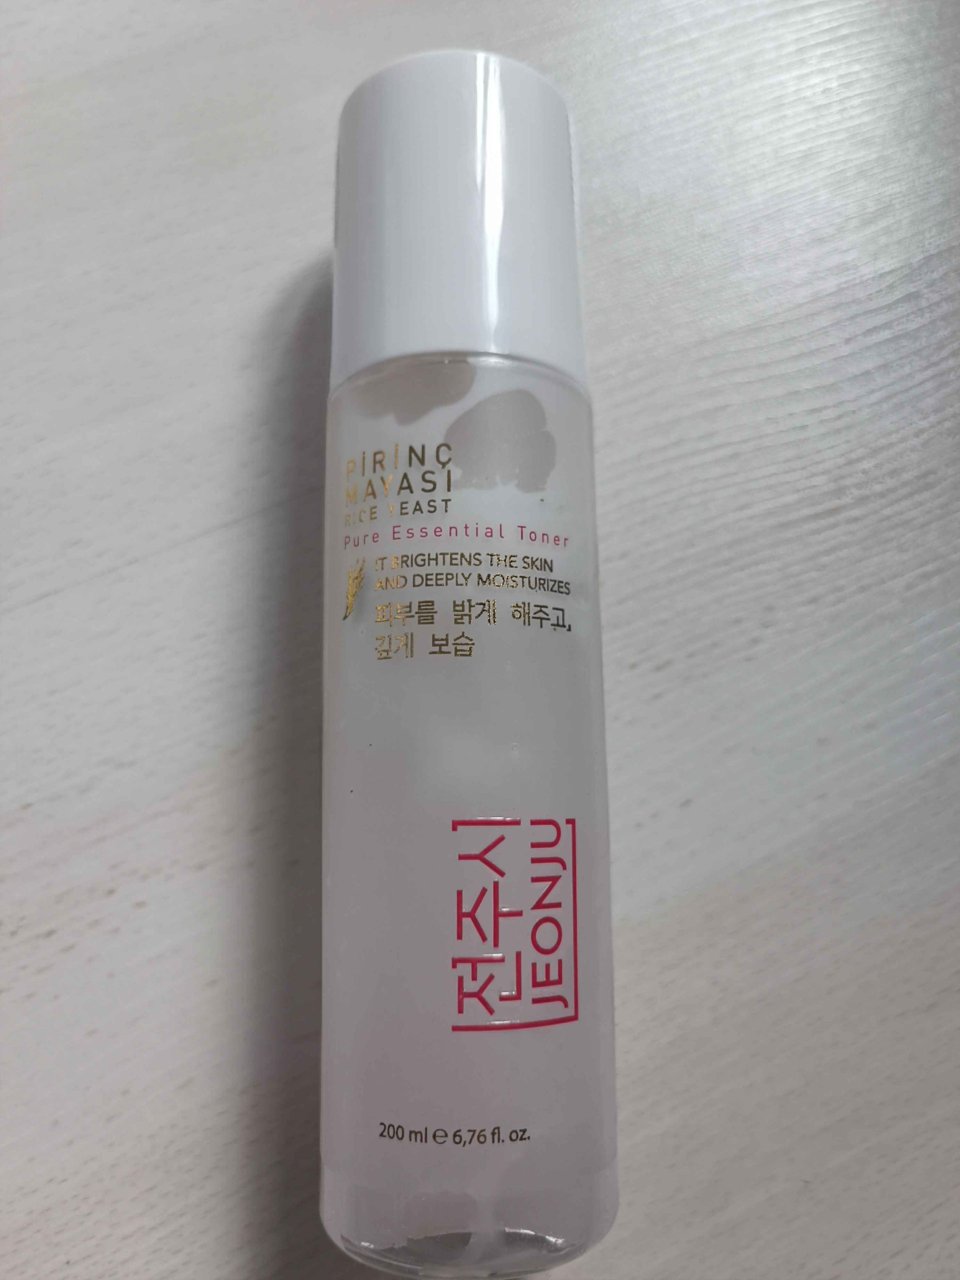 PİRİNÇ
MAYASI
RICE YEAST
Pure Essential Toner
IT BRIGHTENS THE SKIN
AND DEEPLY MOISTURIZES
피부를 밝게 해주고,
깊게 보습
전주시
JEONJU
200 ml ℮ 6,76 fl. oz.